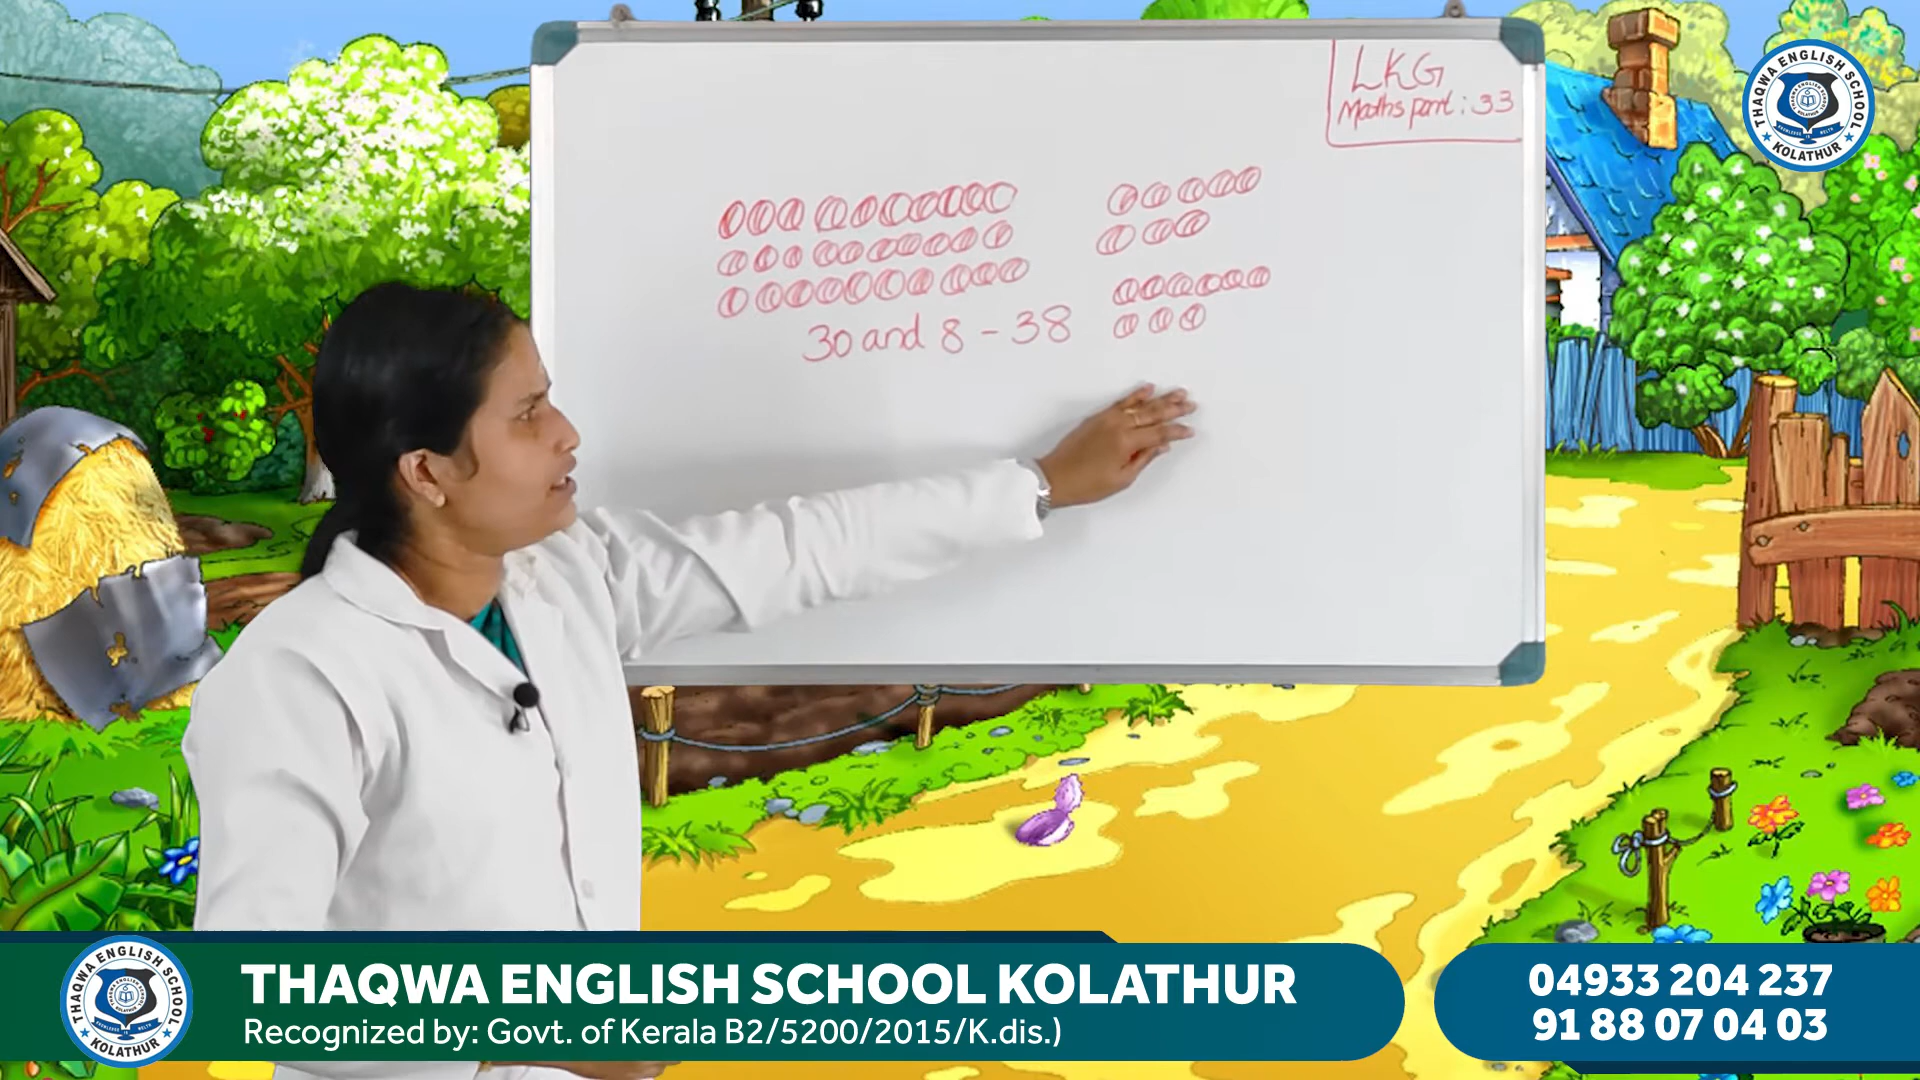 LKG
Maths part : 33
30 and 8 - 38
THAQWA ENGLISH SCHOOL
KOLATHUR
THAQWA ENGLISH SCHOOL
KOLATHUR
THAQWA ENGLISH SCHOOL KOLATHUR
Recognized by: Govt. of Kerala B2/5200/2015/K.dis.)
04933 204 237
91 88 07 04 03